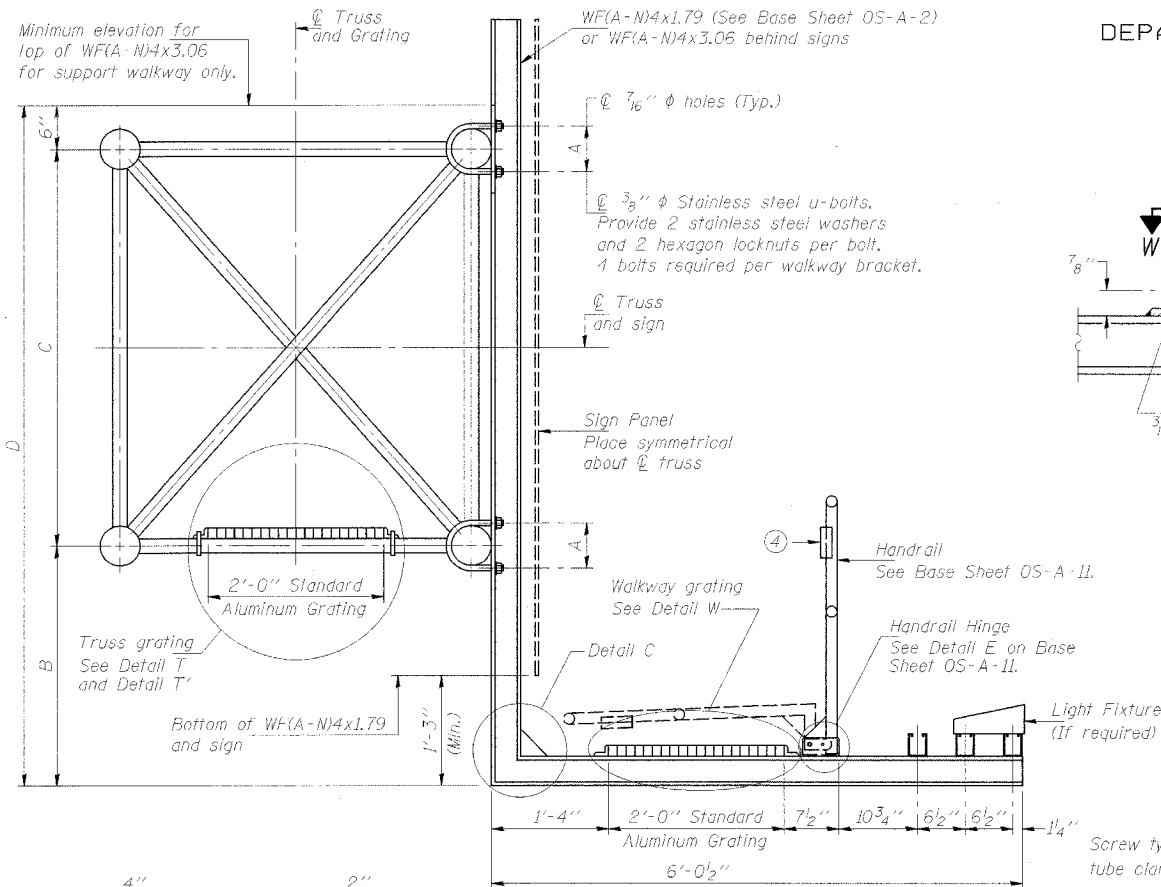 Minimum elevation for
top of WF(A-N)4x3.06
for support walkway only.
℄ Truss
and Grating
WF(A-N)4x1.79 (See Base Sheet OS-A-2)
or WF(A-N)4x3.06 behind signs
℄ 7/16" ϕ holes (Typ.)
6"
A
℄ 3/8" ϕ Stainless steel u-bolts.
Provide 2 stainless steel washers
and 2 hexagon locknuts per bolt.
4 bolts required per walkway bracket.
W
7/8"
℄ Truss
and sign
C
D
Sign Panel
Place symmetrical
about ℄ truss
A
4
Handrail
See Base Sheet OS-A-11.
2'-0" Standard
Aluminum Grating
Walkway grating
See Detail W
Truss grating
See Detail T
and Detail T'
B
Detail C
Handrail Hinge
See Detail E on Base
Sheet OS-A-11.
Bottom of WF(A-N)4x1.79
and sign
1'-3"
(Min.)
Light Fixture
(If required)
1'-4"
2'-0" Standard
Aluminum Grating
7 1/2"
10 3/4"
6 1/2"
6 1/2"
1 1/4"
6'-0 1/2"
Screw
4"
2"
tube